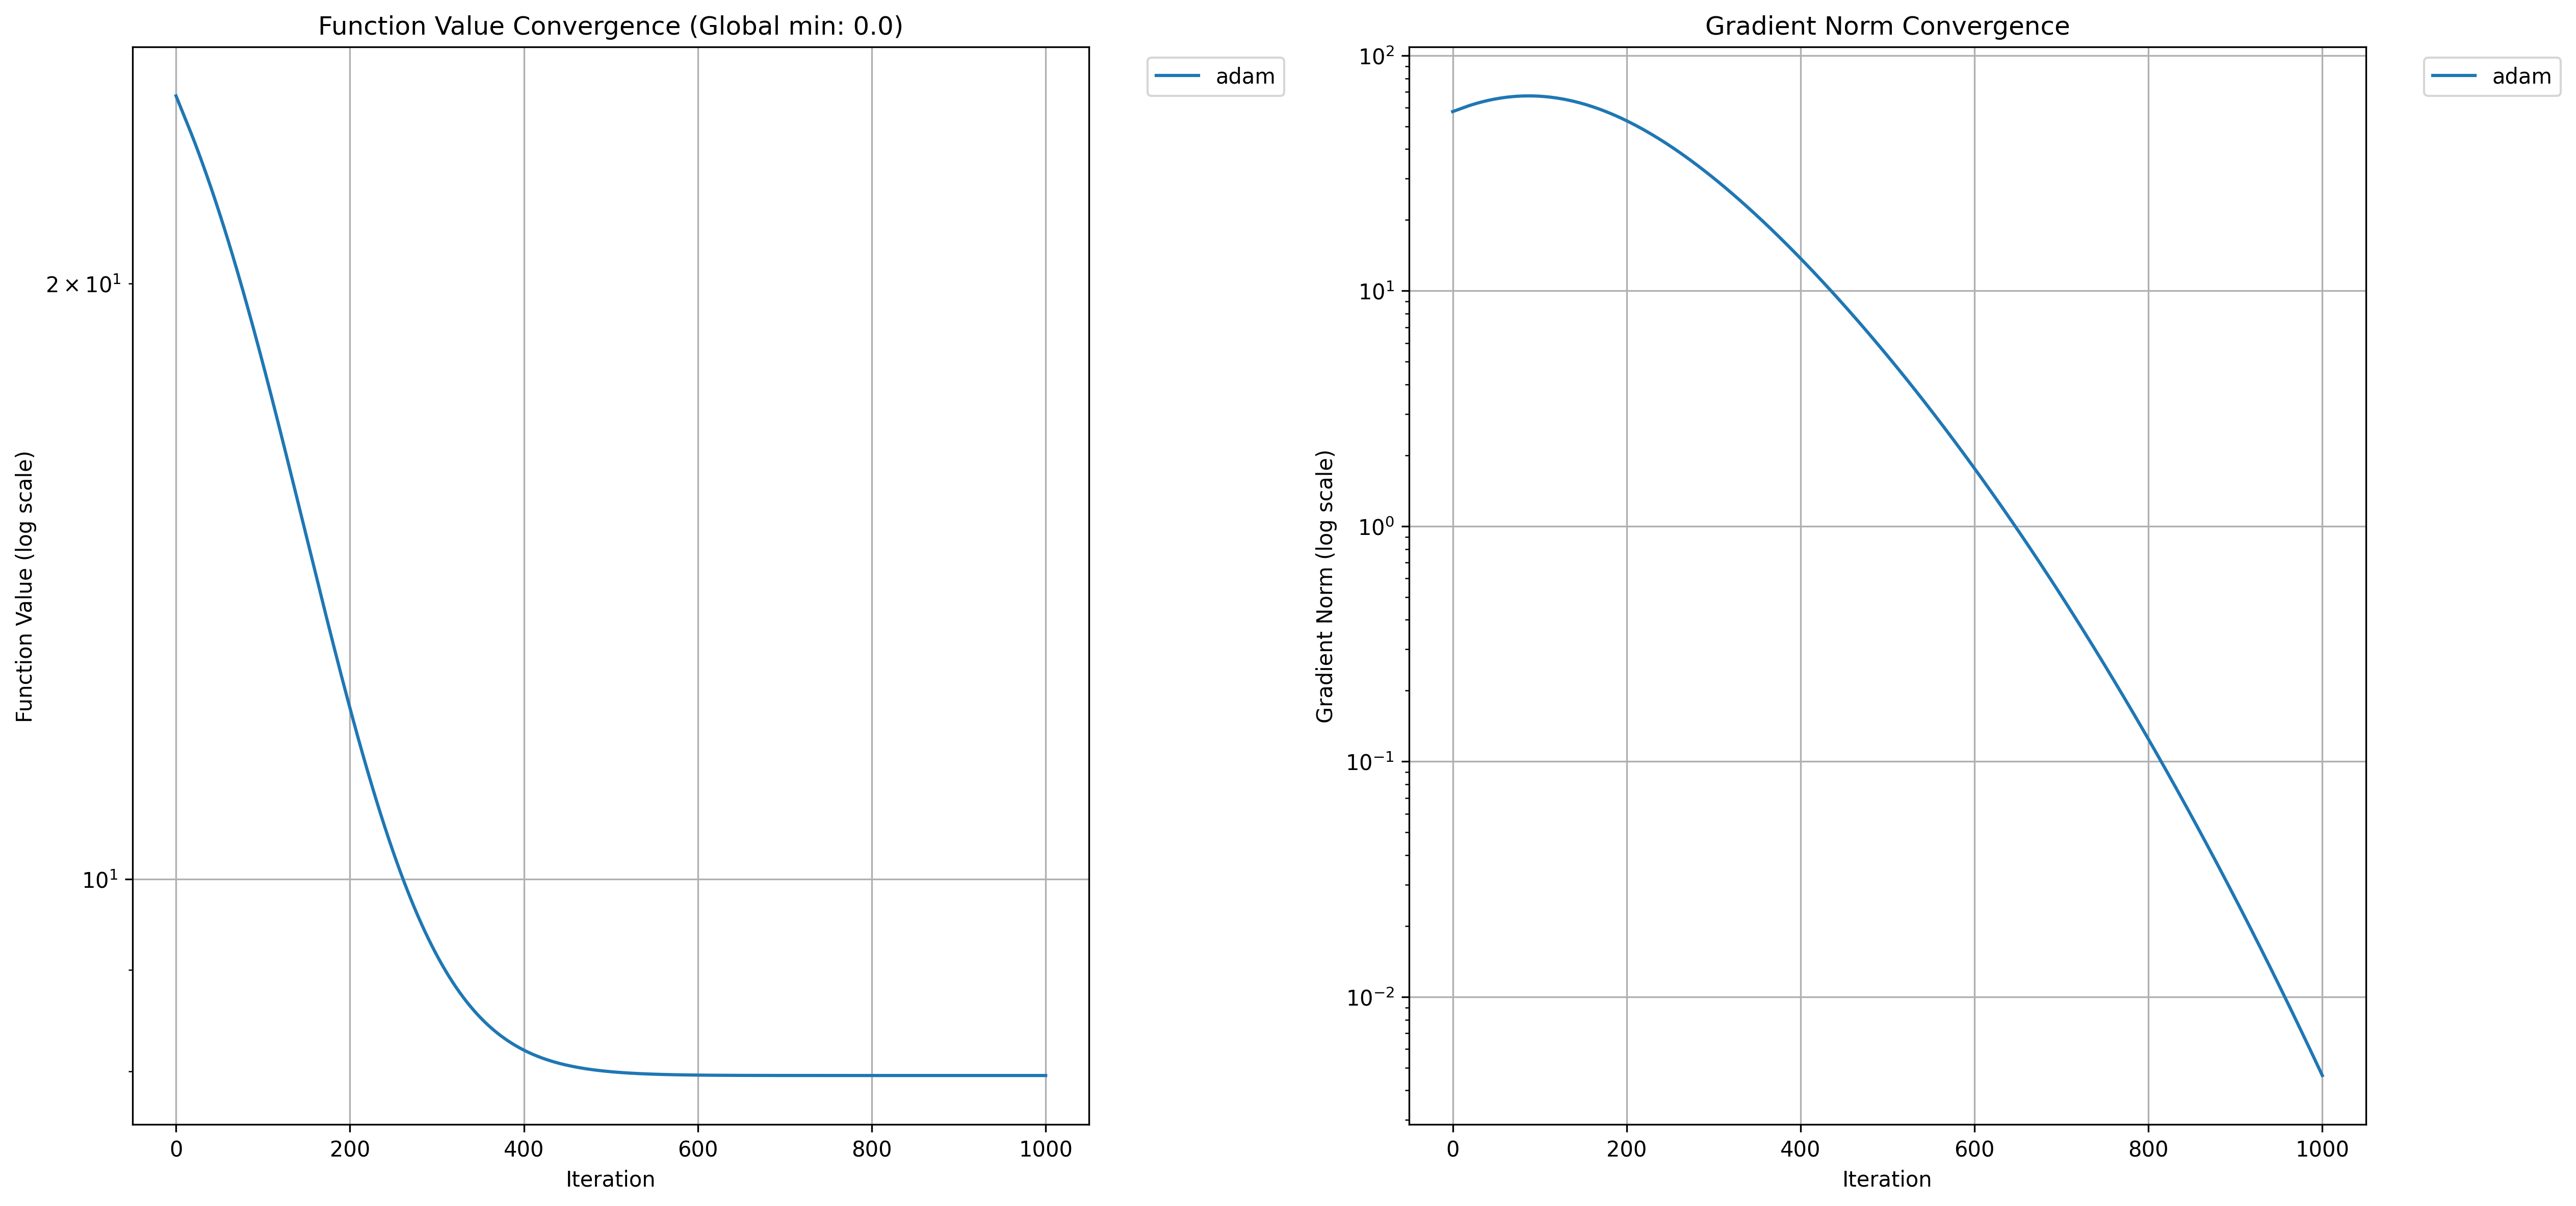 Function Value Convergence (Global min: 0.0)
adam
2 × 10¹
10¹
Function Value (log scale)
0 200 400 600 800 1000
Iteration
Gradient Norm Convergence
adam
10²
10¹
10⁰
10⁻¹
10⁻²
Gradient Norm (log scale)
0 200 400 600 800 1000
Iteration